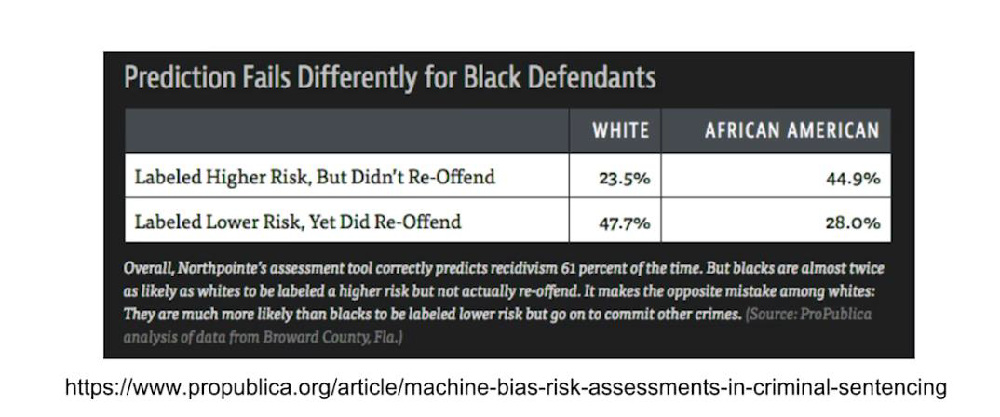 Prediction Fails Differently for Black Defendants
WHITE AFRICAN AMERICAN
Labeled Higher Risk, But Didn't Re-Offend 23.5% 44.9%
Labeled Lower Risk, Yet Did Re-Offend 47.7% 28.0%
Overall, Northpointe's assessment tool correctly predicts recidivism 61 percent of the time. But blacks are almost twice
as likely as whites to be labeled a higher risk but not actually re-offend. It makes the opposite mistake among whites:
They are much more likely than blacks to be labeled lower risk but go on to commit other crimes. (Source: ProPublica
analysis of data from Broward County, Fla.)
https://www.propublica.org/article/machine-bias-risk-assessments-in-criminal-sentencing